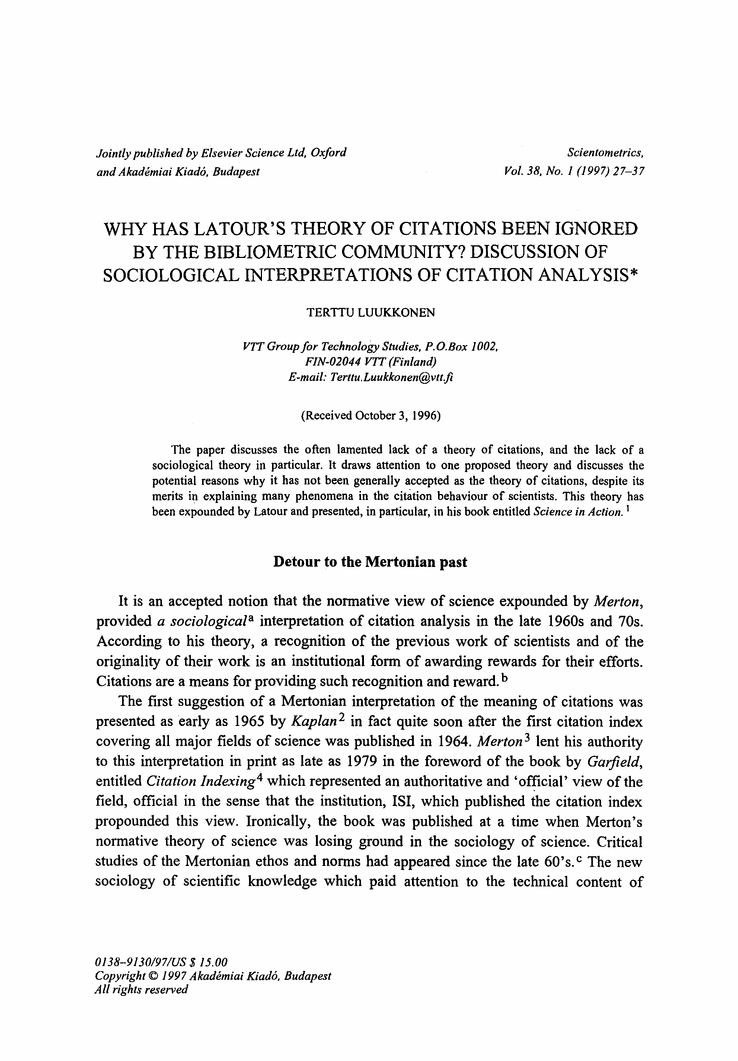 Jointly published by Elsevier Science Ltd, Oxford
and Akadémiai Kiadó, Budapest
Scientometrics,
Vol. 38, No. 1 (1997) 27–37
WHY HAS LATOUR'S THEORY OF CITATIONS BEEN IGNORED
BY THE BIBLIOMETRIC COMMUNITY? DISCUSSION OF
SOCIOLOGICAL INTERPRETATIONS OF CITATION ANALYSIS*
TERTTU LUUKKONEN
VTT Group for Technology Studies, P.O.Box 1002,
FIN-02044 VTT (Finland)
E-mail: Terttu.Luukkonen@vtt.fi
(Received October 3, 1996)
The paper discusses the often lamented lack of a theory of citations, and the lack of a
sociological theory in particular. It draws attention to one proposed theory and discusses the
potential reasons why it has not been generally accepted as the theory of citations, despite its
merits in explaining many phenomena in the citation behaviour of scientists. This theory has
been expounded by Latour and presented, in particular, in his book entitled Science in Action.¹
Detour to the Mertonian past
It is an accepted notion that the normative view of science expounded by Merton,
provided a sociologicalᵃ interpretation of citation analysis in the late 1960s and 70s.
According to his theory, a recognition of the previous work of scientists and of the
originality of their work is an institutional form of awarding rewards for their efforts.
Citations are a means for providing such recognition and reward.ᵇ
The first suggestion of a Mertonian interpretation of the meaning of citations was
presented as early as 1965 by Kaplan² in fact quite soon after the first citation index
covering all major fields of science was published in 1964. Merton³ lent his authority
to this interpretation in print as late as 1979 in the foreword of the book by Garfield,
entitled Citation Indexing⁴ which represented an authoritative and 'official' view of the
field, official in the sense that the institution, ISI, which published the citation index
propounded this view. Ironically, the book was published at a time when Merton's
normative theory of science was losing ground in the sociology of science. Critical
studies of the Mertonian ethos and norms had appeared since the late 60's.ᶜ The new
sociology of scientific knowledge which paid attention to the technical content of
0138–9130/97/US $ 15.00
Copyright © 1997 Akadémiai Kiadó, Budapest
All rights reserved